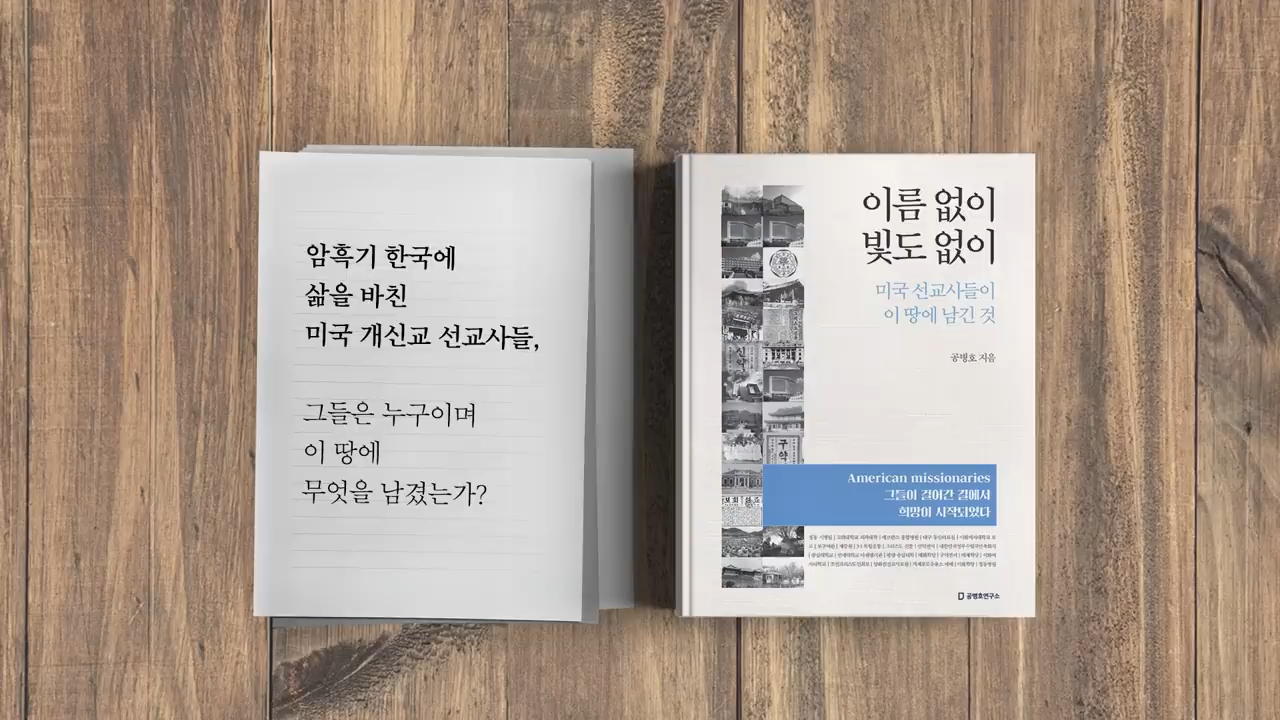 암흑기 한국에
삶을 바친
미국 개신교 선교사들,
그들은 누구이며
이 땅에
무엇을 남겼는가?
이름 없이
빛도 없이
미국 선교사들이
이 땅에 남긴 것
공병호 지음
신약
구약
American missionaries
그들이 걸어간 길에서
희망이 시작되었다
공병호연구소